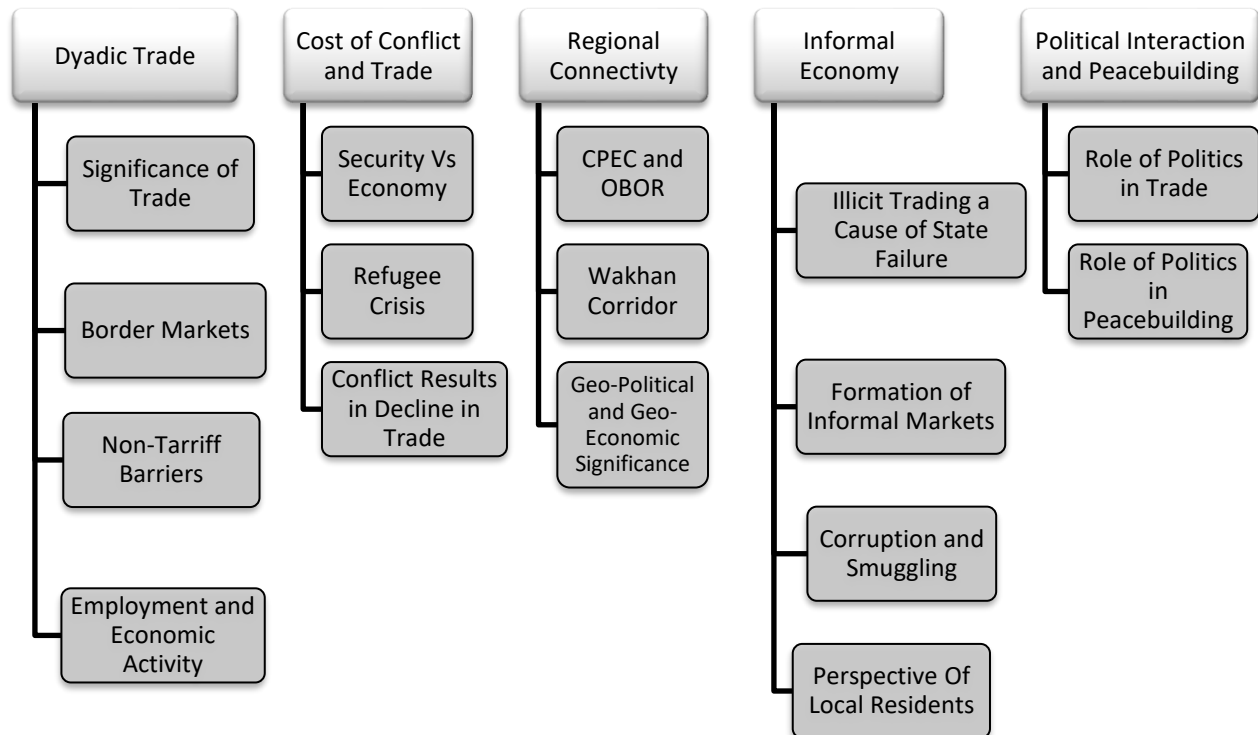 Dyadic Trade
Significance of
Trade
Border Markets
Non-Tarriff
Barriers
Employment and
Economic
Activity
Cost of Conflict
and Trade
Security Vs
Economy
Refugee
Crisis
Conflict Results
in Decline in
Trade
Regional
Connectivty
CPEC and
OBOR
Wakhan
Corridor
Geo-Political
and Geo-
Economic
Significance
Informal
Economy
Illicit Trading a
Cause of State
Failure
Formation of
Informal Markets
Corruption and
Smuggling
Perspective Of
Local Residents
Political Interaction
and Peacebuilding
Role of Politics
in Trade
Role of Politics
in
Peacebuilding